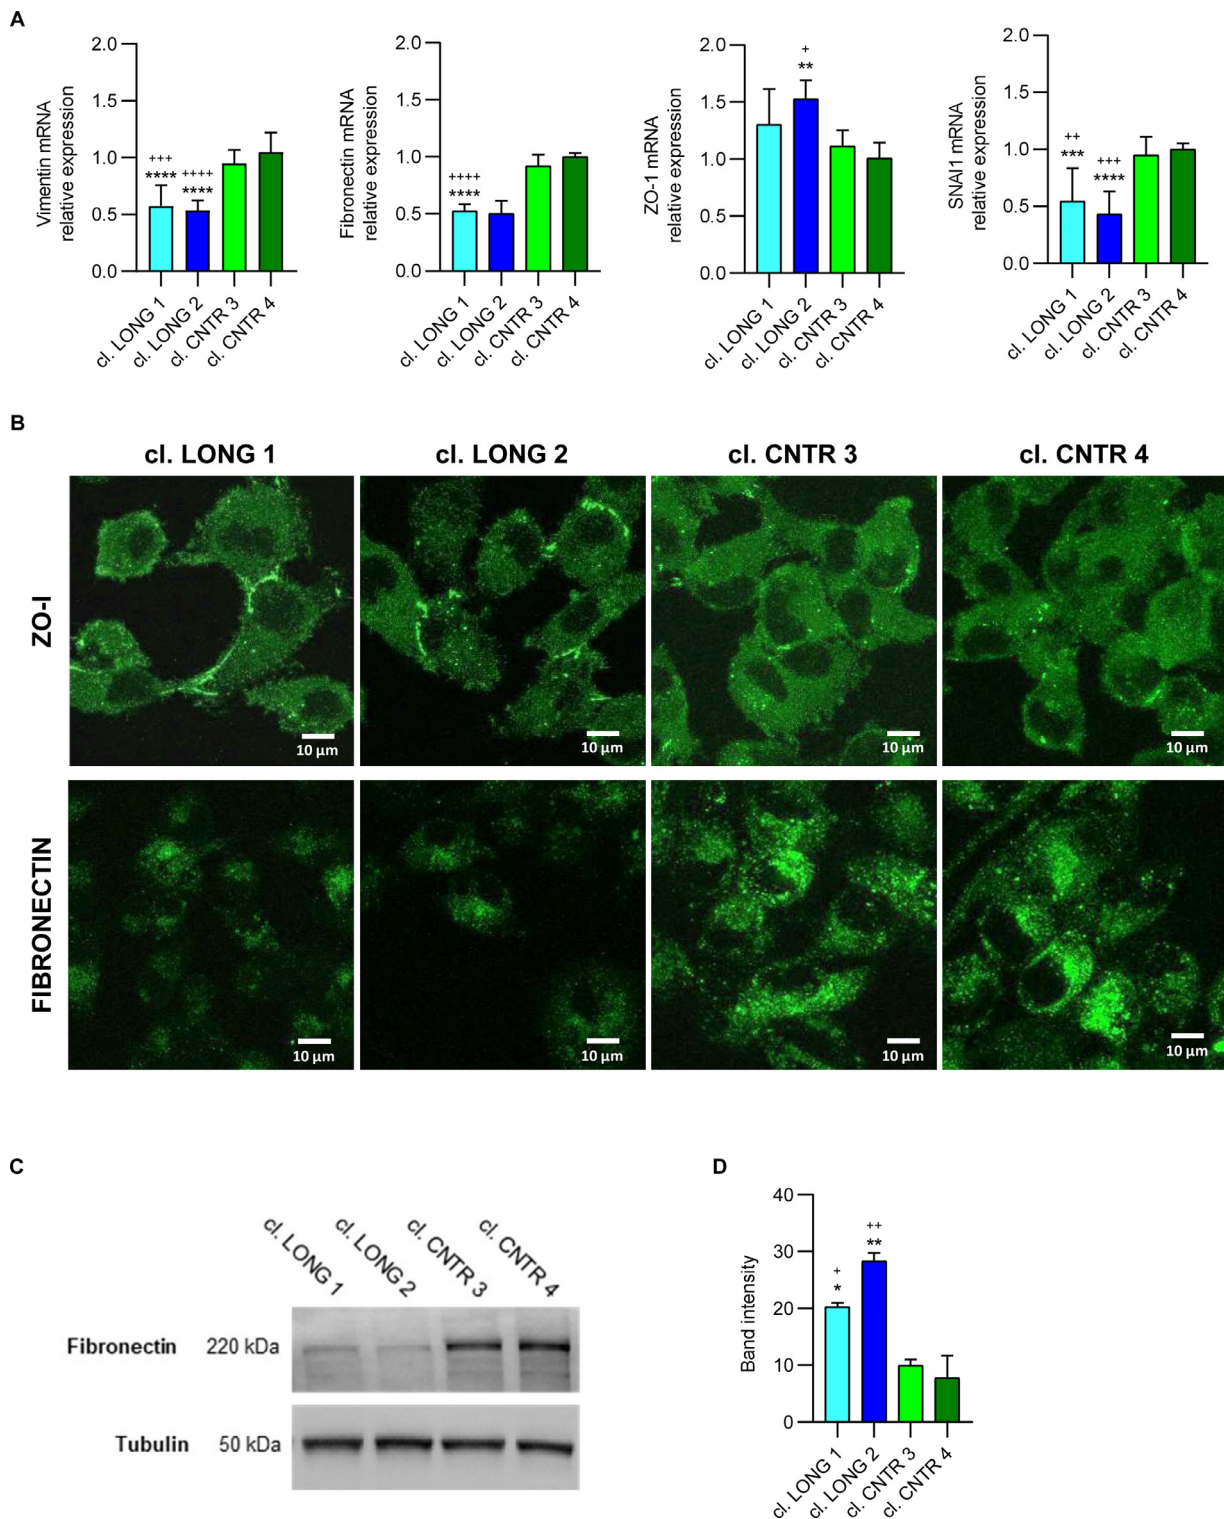 A
Vimentin mRNA
relative expression
2.0
1.5
1.0
0.5
0.0
+++
****
++++
****
cl. LONG 1
cl. LONG 2
cl. CNTR 3
cl. CNTR 4
Fibronectin mRNA
relative expression
2.0
1.5
1.0
0.5
0.0
++++
****
cl. LONG 1
cl. LONG 2
cl. CNTR 3
cl. CNTR 4
ZO-1 mRNA
relative expression
2.0
1.5
1.0
0.5
0.0
+
**
cl. LONG 1
cl. LONG 2
cl. CNTR 3
cl. CNTR 4
SNAI1 mRNA
relative expression
2.0
1.5
1.0
0.5
0.0
++
***
+++
****
cl. LONG 1
cl. LONG 2
cl. CNTR 3
cl. CNTR 4
B
cl. LONG 1
cl. LONG 2
cl. CNTR 3
cl. CNTR 4
ZO-I
10 µm
10 µm
10 µm
10 µm
FIBRONECTIN
10 µm
10 µm
10 µm
10 µm
C
cl. LONG 1
cl. LONG 2
cl. CNTR 3
cl. CNTR 4
Fibronectin 220 kDa
Tubulin 50 kDa
D
Band intensity
40
30
20
10
0
+
*
++
**
cl. LONG 1
cl. LONG 2
cl. CNTR 3
cl. CNTR 4